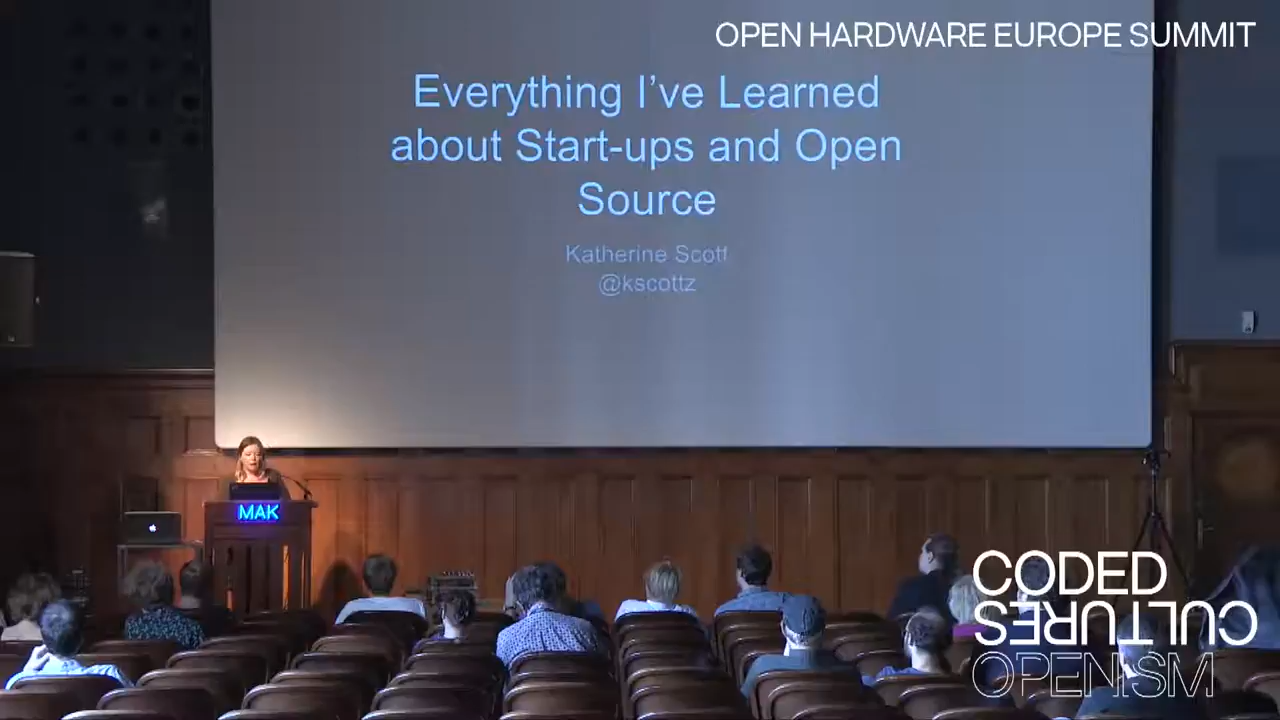 OPEN HARDWARE EUROPE SUMMIT
Everything I've Learned
about Start-ups and Open
Source
Katherine Scott
@kscottz
MAK
CODED
CULTURES
OPENISM